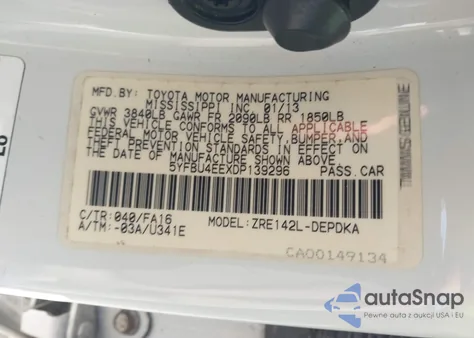 MFD.BY: TOYOTA MOTOR MANUFACTURING
MISSISSIPPI INC. 01/13
GVWR 3840LB GAWR FR 2090LB RR 1850LB
THIS VEHICLE CONFORMS TO ALL APPLICABLE
FEDERAL MOTOR VEHICLE SAFETY,BUMPER,AND
THEFT PREVENTION STANDARDS IN EFFECT ON
THE DATE OF MANUFACTURE SHOWN ABOVE.
5YFBU4EEXDP139296 PASS.CAR
C/TR: 040/FA16 MODEL: ZRE142L-DEPDKA
A/TM: -03A/U341E
CA00149134
autoSnap
Pewne auta z aukcji USA i EU